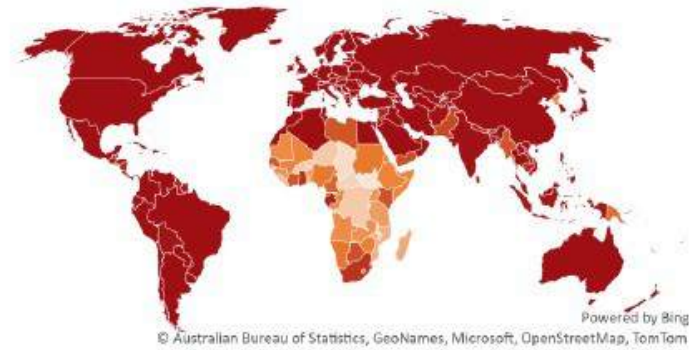 Powered by Bing
© Australian Bureau of Statistics, GeoNames, Microsoft, OpenStreetMap, TomTom